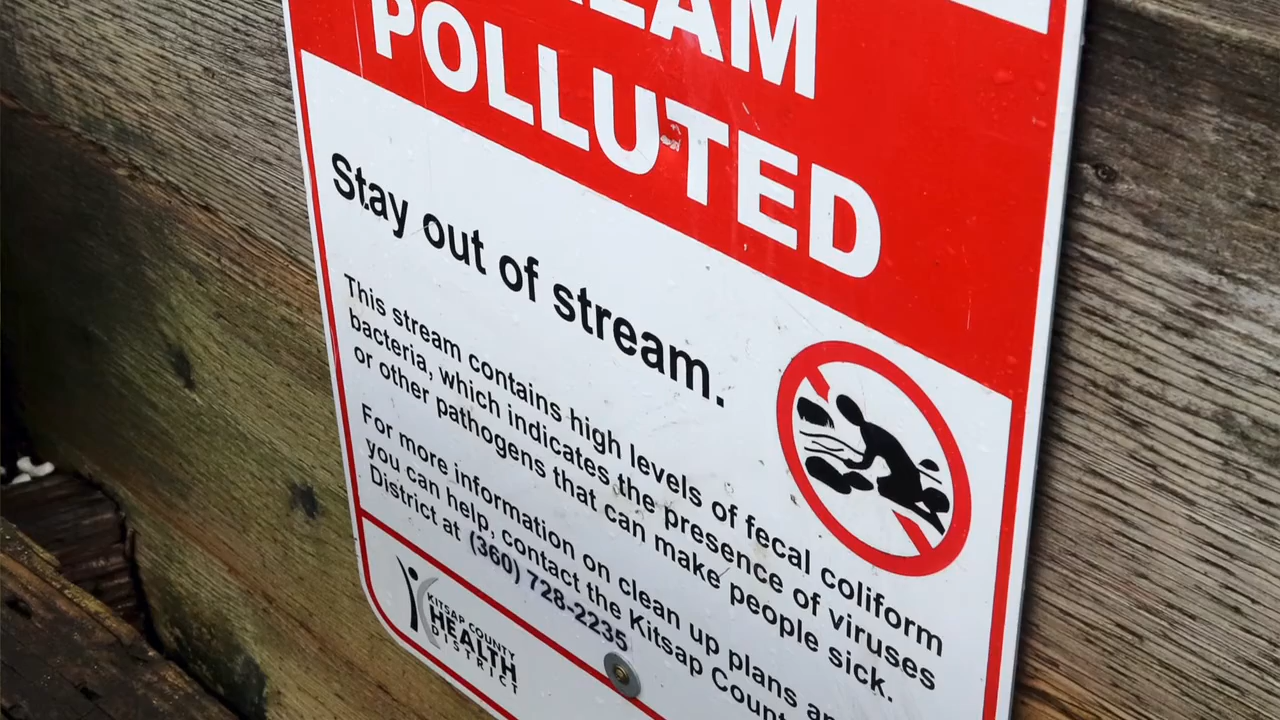 POLLUTED
Stay out of stream.
This stream contains high levels of fecal coliform
bacteria, which indicates the presence of viruses
or other pathogens that can make people sick.
For more information on clean up plans
you can help, contact the Kitsap
District at (360) 728-2235
KITSAP COUNTY
HEALTH
DISTRICT